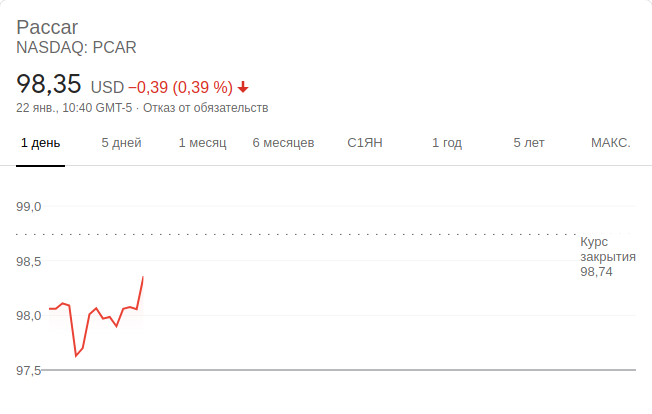 Paccar
NASDAQ: PCAR
98,35 USD −0,39 (0,39 %)
22 янв., 10:40 GMT-5 · Отказ от обязательств
1 день 5 дней 1 месяц 6 месяцев С1ЯН 1 год 5 лет МАКС.
99,0
Курс
закрытия
98,74
98,5
98,0
97,5